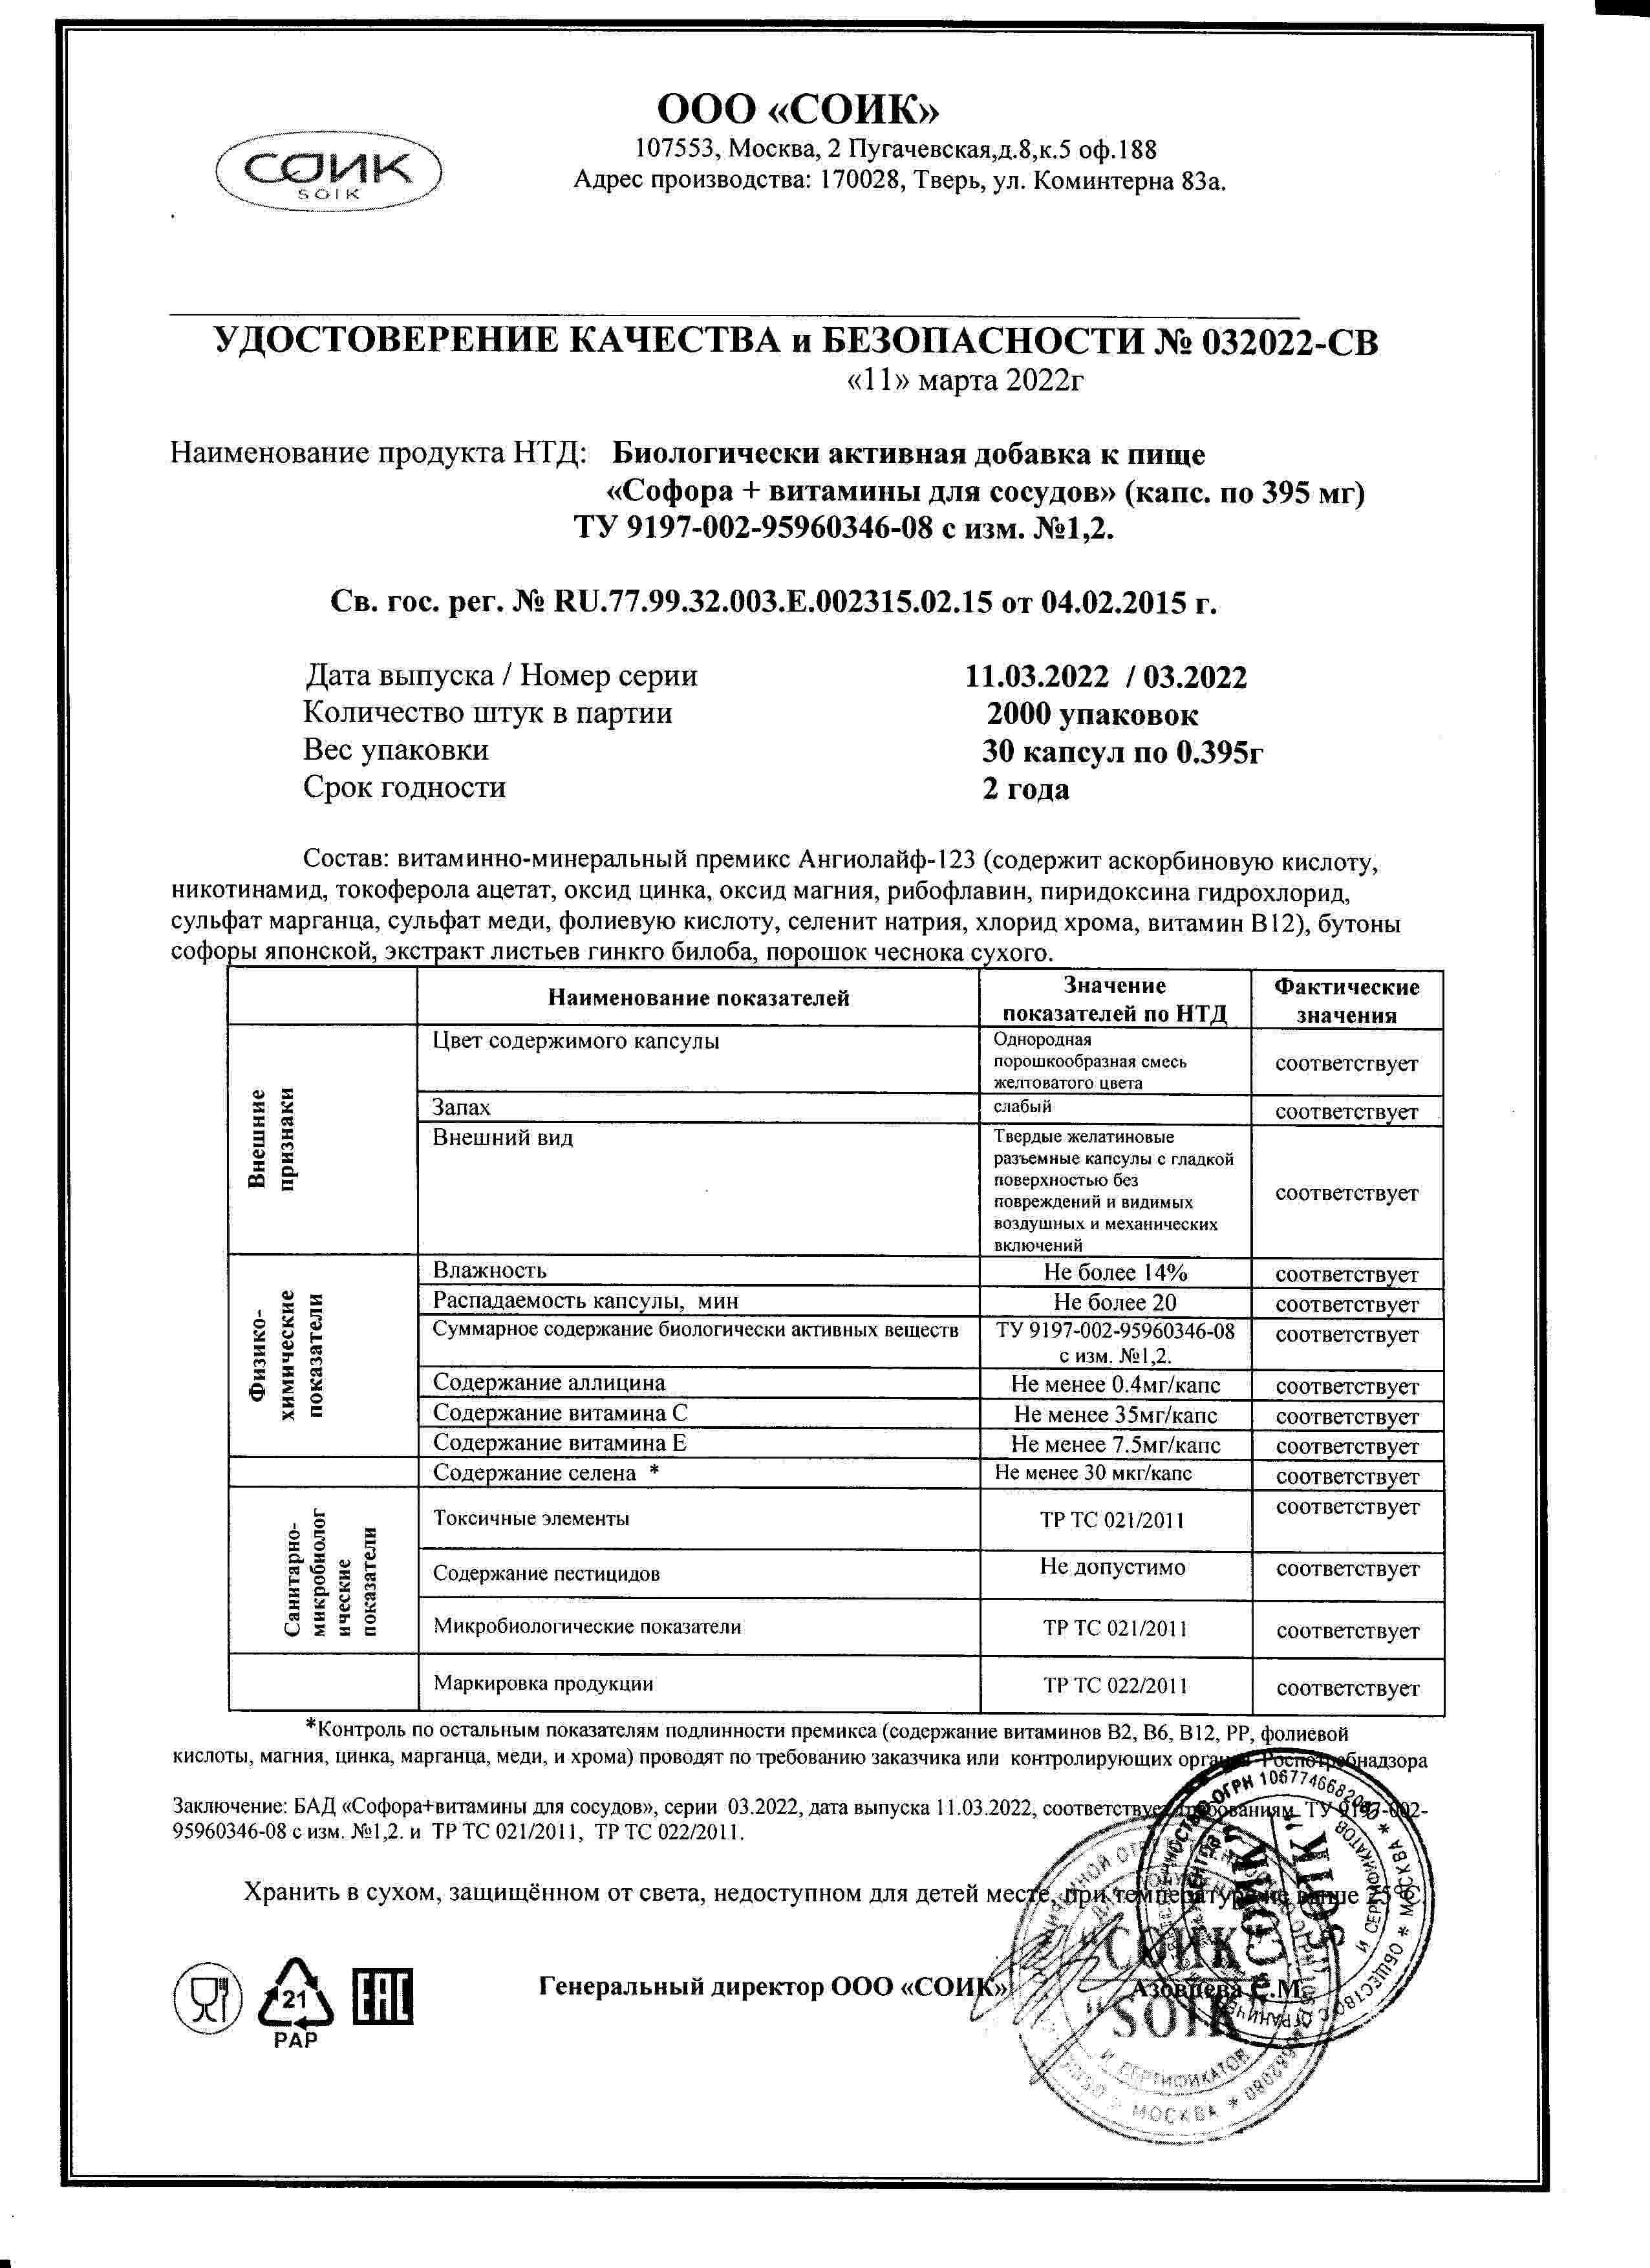 ООО «СОИК»
СОИК
SOIK
107553, Москва, 2 Пугачевская,д.8,к.5 оф.188
Адрес производства: 170028, Тверь, ул. Коминтерна 83а.
УДОСТОВЕРЕНИЕ КАЧЕСТВА и БЕЗОПАСНОСТИ № 032022-СВ
«11» марта 2022г
Наименование продукта НТД: Биологически активная добавка к пище
«Софора + витамины для сосудов» (капс. по 395 мг)
ТУ 9197-002-95960346-08 с изм. №1,2.
Св. гос. рег. № RU.77.99.32.003.Е.002315.02.15 от 04.02.2015 г.
Дата выпуска / Номер серии 11.03.2022 / 03.2022
Количество штук в партии 2000 упаковок
Вес упаковки 30 капсул по 0.395г
Срок годности 2 года
Состав: витаминно-минеральный премикс Ангиолайф-123 (содержит аскорбиновую кислоту,
никотинамид, токоферола ацетат, оксид цинка, оксид магния, рибофлавин, пиридоксина гидрохлорид,
сульфат марганца, сульфат меди, фолиевую кислоту, селенит натрия, хлорид хрома, витамин В12), бутоны
софоры японской, экстракт листьев гинкго билоба, порошок чеснока сухого.
Наименование показателей
Значение
показателей по НТД
Фактические
значения
Внешние
признаки
Цвет содержимого капсулы
Однородная
порошкообразная смесь
желтоватого цвета
соответствует
Запах слабый соответствует
Внешний вид
Твердые желатиновые
разъемные капсулы с гладкой
поверхностью без
повреждений и видимых
воздушных и механических
включений
соответствует
Физико-
химические
показатели
Влажность Не более 14% соответствует
Распадаемость капсулы, мин Не более 20 соответствует
Суммарное содержание биологически активных веществ ТУ 9197-002-95960346-08 соответствует
с изм. №1,2.
Содержание аллицина Не менее 0.4мг/капс соответствует
Содержание витамина С Не менее 35мг/капс соответствует
Содержание витамина Е Не менее 7.5мг/капс соответствует
Содержание селена * Не менее 30 мкг/капс соответствует
Санитарно-
микробиолог
ические
показатели
Токсичные элементы ТР ТС 021/2011 соответствует
Содержание пестицидов Не допустимо соответствует
Микробиологические показатели ТР ТС 021/2011 соответствует
Маркировка продукции ТР ТС 022/2011 соответствует
*Контроль по остальным показателям подлинности премикса (содержание витаминов В2, В6, В12, РР, фолиевой
кислоты, магния, цинка, марганца, меди, и хрома) проводят по требованию заказчика или контролирующих органов Роспотребнадзора
Заключение: БАД «Софора+витамины для сосудов», серии 03.2022, дата выпуска 11.03.2022, соответствует требованиям ТУ 9197-002-
95960346-08 с изм. №1,2. и ТР ТС 021/2011, ТР ТС 022/2011.
Хранить в сухом, защищённом от света, недоступном для детей месте, при температуре не выше 25°С.
Генеральный директор ООО «СОИК» Азовцева С.М.
21
PAP
EAC
"СОИК"
"SOIK"
И СЕРТИФИКАТОВ
МОСКВА
"СОИК"
"SOIK"
И СЕРТИФИКАТОВ
МОСКВА * ОБЩЕСТВО С ОГРАНИЧЕННОЙ